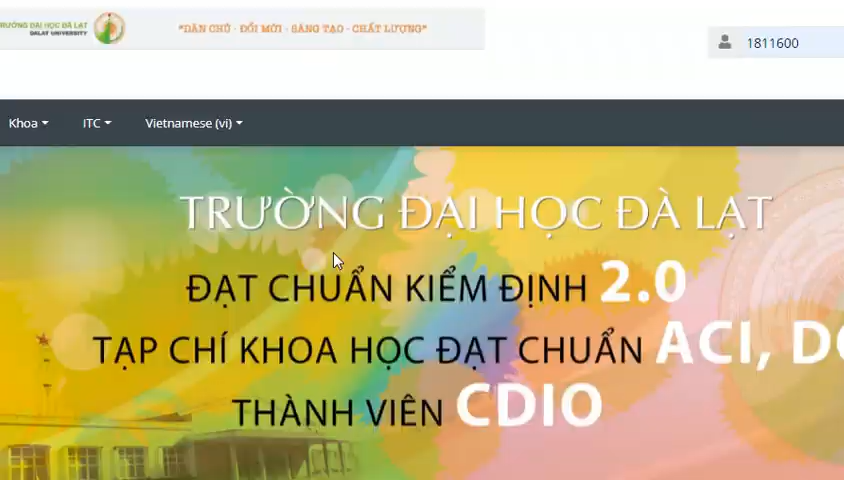 TRƯỜNG ĐẠI HỌC ĐÀ LẠT
DALAT UNIVERSITY
"DÂN CHỦ - ĐỔI MỚI - SÁNG TẠO - CHẤT LƯỢNG"
1811600
Khoa ITC Vietnamese (vi)
TRƯỜNG ĐẠI HỌC ĐÀ LẠT
ĐẠT CHUẨN KIỂM ĐỊNH 2.0
TẠP CHÍ KHOA HỌC ĐẠT CHUẨN ACI,
THÀNH VIÊN CDIO